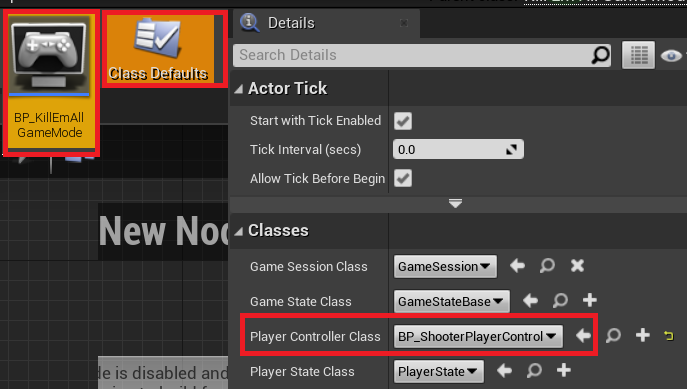 Class Defaults
BP_KillEmAll
GameMode
New Nod
de is disabled and
Details
Search Details
Actor Tick
Start with Tick Enabled
Tick Interval (secs) 0.0
Allow Tick Before Begin
Classes
Game Session Class GameSession
Game State Class GameStateBase
Player Controller Class BP_ShooterPlayerControl
Player State Class PlayerState